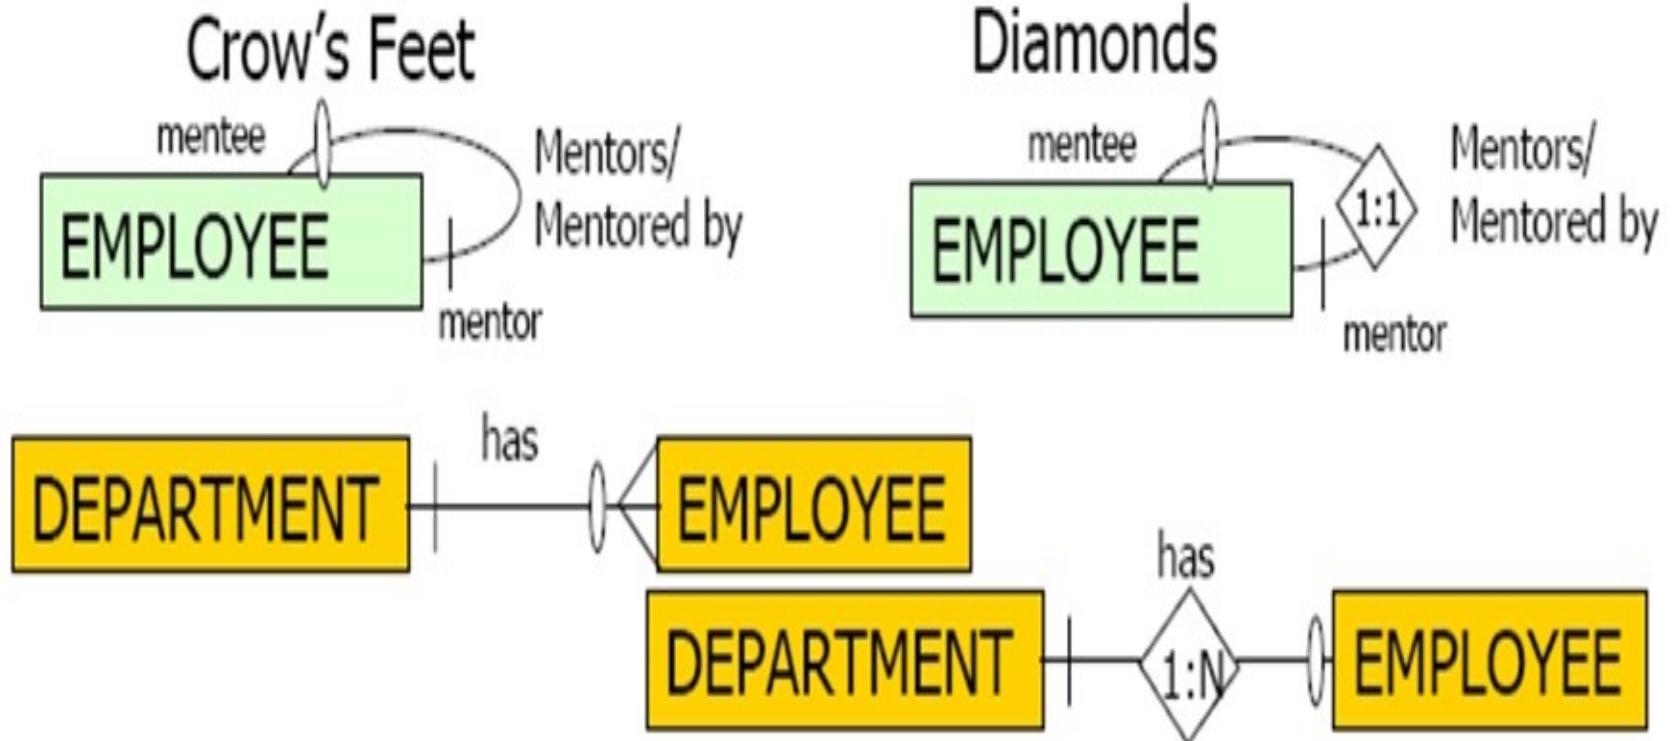 Crow's Feet
Diamonds
mentee
Mentors/
Mentored by
EMPLOYEE
mentor
mentee
1:1
Mentors/
Mentored by
EMPLOYEE
mentor
DEPARTMENT
has
EMPLOYEE
DEPARTMENT
has
1:N
EMPLOYEE